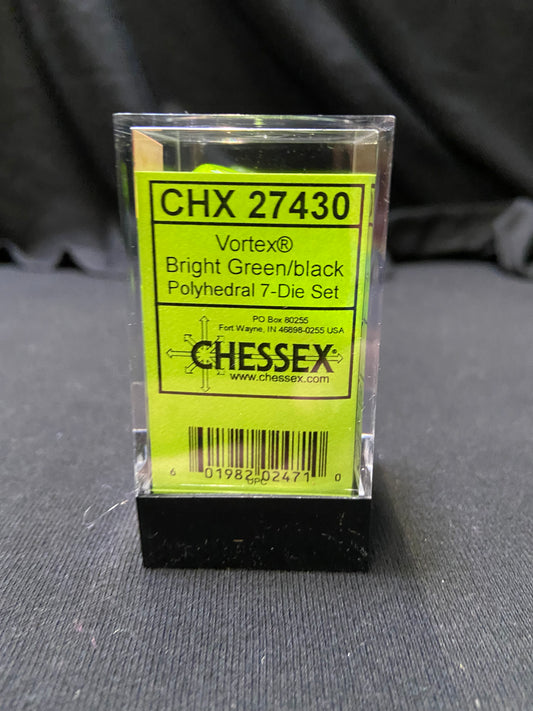 CHX 27430
Vortex®
Bright Green/black
Polyhedral 7-Die Set
PO Box 80255
Fort Wayne, IN 46898-0255 USA
CHESSEX®
www.chessex.com
6 01982 02471 0
UPC